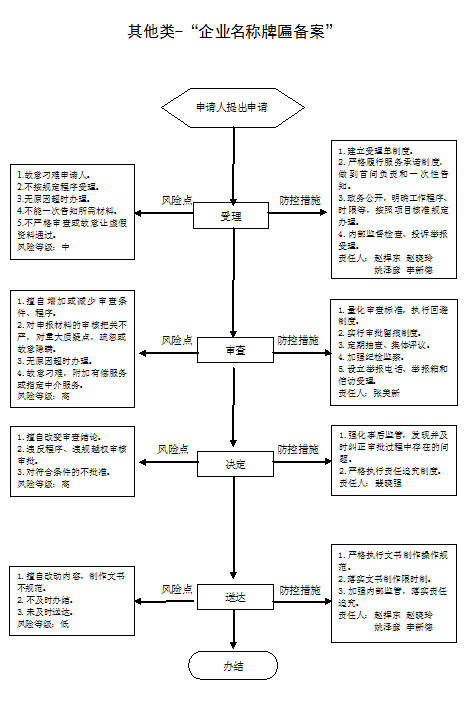 其他类-“企业名称牌匾备案”
申请人提出申请
1.故意刁难申请人。
2.不按规定程序受理。
3.无原因超时办理。
4.不能一次告知所需材料。
5.不严格审查或故意让虚假
资料通过。
风险等级：中
风险点
受理
防控措施
1.建立受理单制度。
2.严格履行服务承诺制度，
做到首问负责和一次性告
知。
3.政务公开，明确工作程序、
时限等，按照项目核准规定
办理。
4.内部监督检查、投诉举报
受理。
责任人：赵捍东 赵晓玲
姚泽彦 李新德
1.擅自增加或减少审查条
件、程序。
2.对申报材料的审核把关不
严，对重大质疑点，疏忽或
故意隐瞒。
3.无原因超时办理。
4.故意刁难，附加有偿服务
或指定中介服务。
风险等级：高
风险点
审查
防控措施
1.量化审查标准，执行回避
制度。
2.实行审批留痕制度。
3.定期抽查、集体评议。
4.加强纪检监察。
5.设立举报电话、举报箱和
信访受理。
责任人：张美新
1.擅自改变审查结论。
2.违反程序、违规越权审核
审批。
3.对符合条件的不批准。
风险等级：高
风险点
决定
防控措施
1.强化事后监管，发现并及
时纠正审批过程中存在的问
题。
2.严格执行责任追究制度。
责任人：裴晓强
1.擅自改动内容，制作文书
不规范。
2.不及时办结。
3.未及时送达。
风险等级：低
风险点
送达
防控措施
1.严格执行文书制作操作规
范。
2.落实文书制作限时制。
3.加强内部监管，落实责任
追究。
责任人：赵捍东 赵晓玲
姚泽彦 李新德
办结